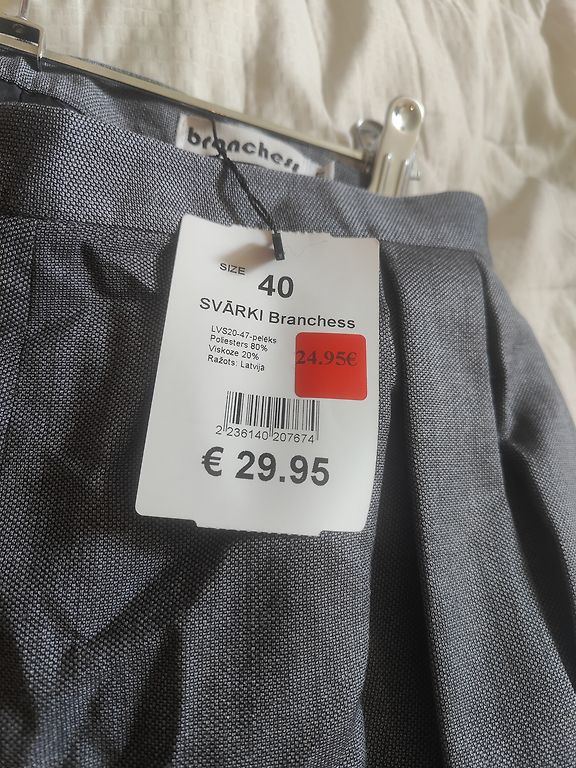 branchess
SIZE
40
SVĀRKI Branchess
LVS20-47-pelēks
Poliesters 80%
Viskoze 20%
Ražots: Latvijā
24.95€
2 236140 207674
€ 29.95